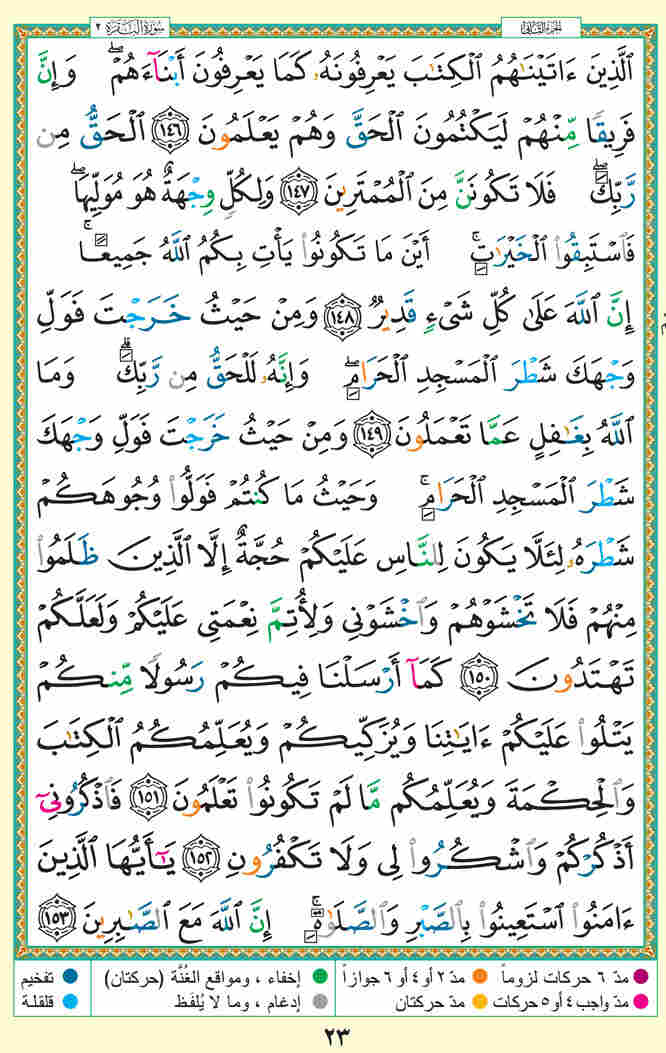 الجزء الثاني
سورة البقرة ٢
ٱلَّذِينَ ءَاتَيْنَٰهُمُ ٱلْكِتَٰبَ يَعْرِفُونَهُۥ كَمَا يَعْرِفُونَ أَبْنَآءَهُمْ ۖ وَإِنَّ
فَرِيقًا مِّنْهُمْ لَيَكْتُمُونَ ٱلْحَقَّ وَهُمْ يَعْلَمُونَ ١٤٦ ٱلْحَقُّ مِن
رَّبِّكَ ۖ فَلَا تَكُونَنَّ مِنَ ٱلْمُمْتَرِينَ ١٤٧ وَلِكُلٍّ وِجْهَةٌ هُوَ مُوَلِّيهَا ۖ
فَٱسْتَبِقُوا۟ ٱلْخَيْرَٰتِ ۚ أَيْنَ مَا تَكُونُوا۟ يَأْتِ بِكُمُ ٱللَّهُ جَمِيعًا ۚ
إِنَّ ٱللَّهَ عَلَىٰ كُلِّ شَىْءٍ قَدِيرٌ ١٤٨ وَمِنْ حَيْثُ خَرَجْتَ فَوَلِّ
وَجْهَكَ شَطْرَ ٱلْمَسْجِدِ ٱلْحَرَامِ ۖ وَإِنَّهُۥ لَلْحَقُّ مِن رَّبِّكَ ۗ وَمَا
ٱللَّهُ بِغَٰفِلٍ عَمَّا تَعْمَلُونَ ١٤٩ وَمِنْ حَيْثُ خَرَجْتَ فَوَلِّ وَجْهَكَ
شَطْرَ ٱلْمَسْجِدِ ٱلْحَرَامِ ۚ وَحَيْثُ مَا كُنتُمْ فَوَلُّوا۟ وُجُوهَكُمْ
شَطْرَهُۥ لِئَلَّا يَكُونَ لِلنَّاسِ عَلَيْكُمْ حُجَّةٌ إِلَّا ٱلَّذِينَ ظَلَمُوا۟
مِنْهُمْ فَلَا تَخْشَوْهُمْ وَٱخْشَوْنِى وَلِأُتِمَّ نِعْمَتِى عَلَيْكُمْ وَلَعَلَّكُمْ
تَهْتَدُونَ ١٥٠ كَمَآ أَرْسَلْنَا فِيكُمْ رَسُولًا مِّنكُمْ
يَتْلُوا۟ عَلَيْكُمْ ءَايَٰتِنَا وَيُزَكِّيكُمْ وَيُعَلِّمُكُمُ ٱلْكِتَٰبَ
وَٱلْحِكْمَةَ وَيُعَلِّمُكُم مَّا لَمْ تَكُونُوا۟ تَعْلَمُونَ ١٥١ فَٱذْكُرُونِىٓ
أَذْكُرْكُمْ وَٱشْكُرُوا۟ لِى وَلَا تَكْفُرُونِ ١٥٢ يَٰٓأَيُّهَا ٱلَّذِينَ
ءَامَنُوا۟ ٱسْتَعِينُوا۟ بِٱلصَّبْرِ وَٱلصَّلَوٰةِ ۚ إِنَّ ٱللَّهَ مَعَ ٱلصَّٰبِرِينَ ١٥٣
مدّ ٦ حركات لزوماً مدّ ٢ أو ٤ أو ٦ جوازاً إخفاء ، ومواقع الغُنَّة (حركتان) تفخيم
مدّ واجب ٤ أو ٥ حركات مدّ حركتان إدغام ، وما لا يُلفَظ قلقلة
٢٣